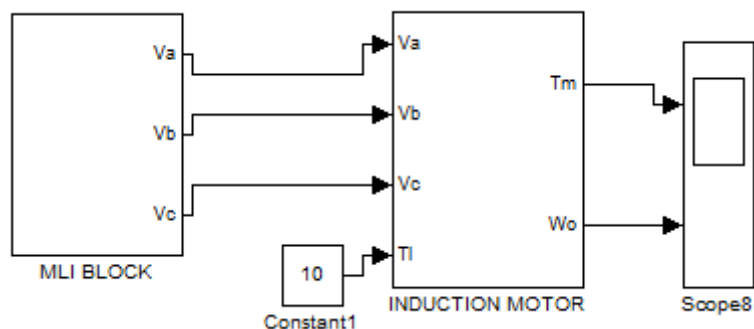 Va
Vb
Vc
MLI BLOCK
10
Constant1
Va
Vb
Vc
Tl
Tm
Wo
INDUCTION MOTOR
Scope8